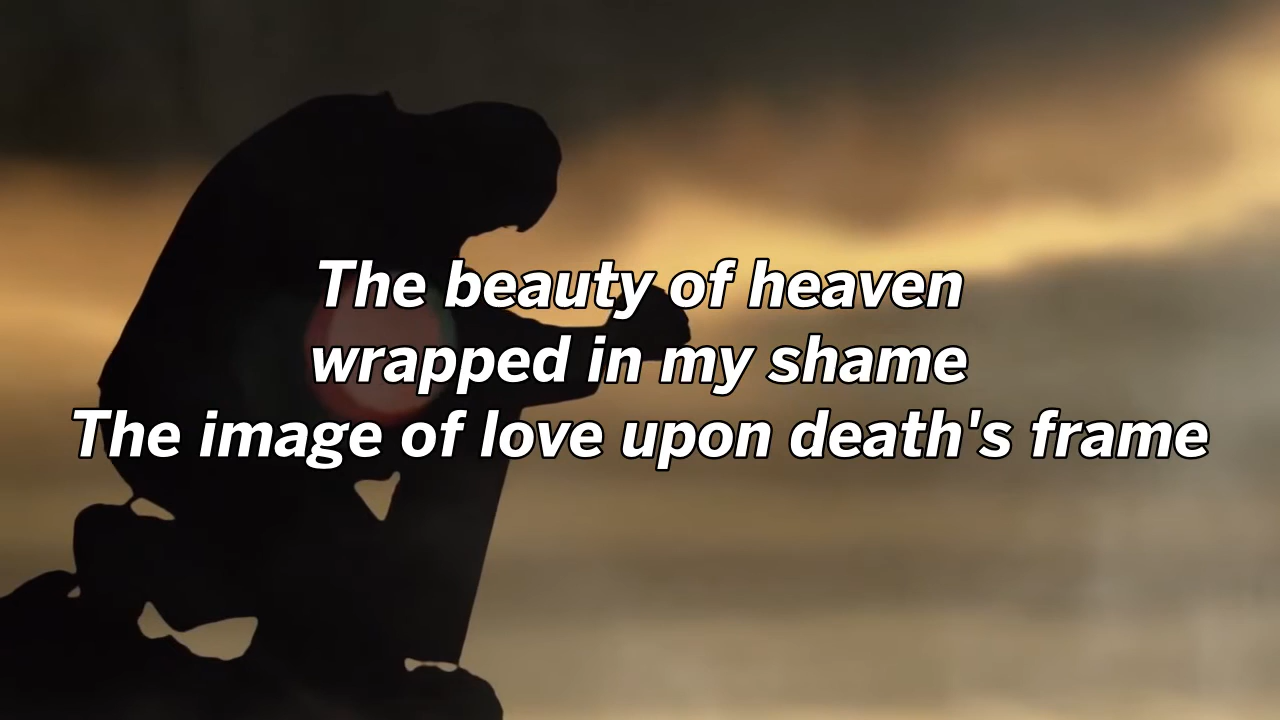 The beauty of heaven
wrapped in my shame
The image of love upon death's frame